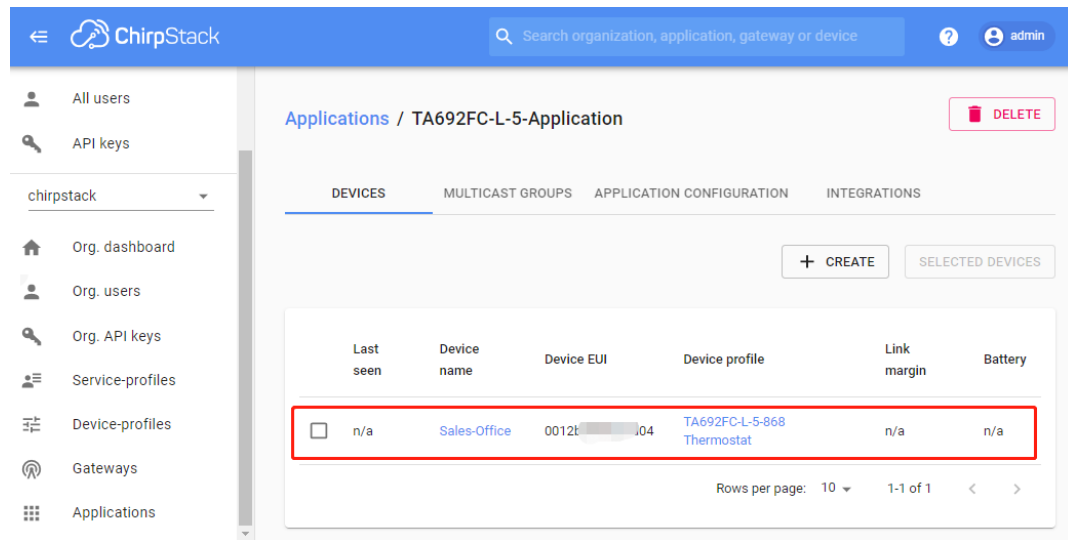 ChirpStack
Search organization, application, gateway or device
?
admin
All users
API keys
chirpstack
Org. dashboard
Org. users
Org. API keys
Service-profiles
Device-profiles
Gateways
Applications
Applications / TA692FC-L-5-Application
DELETE
DEVICES MULTICAST GROUPS APPLICATION CONFIGURATION INTEGRATIONS
+ CREATE SELECTED DEVICES
Last seen Device name Device EUI Device profile Link margin Battery
n/a Sales-Office TA692FC-L-5-868 Thermostat n/a n/a
Rows per page: 10 1-1 of 1 < >